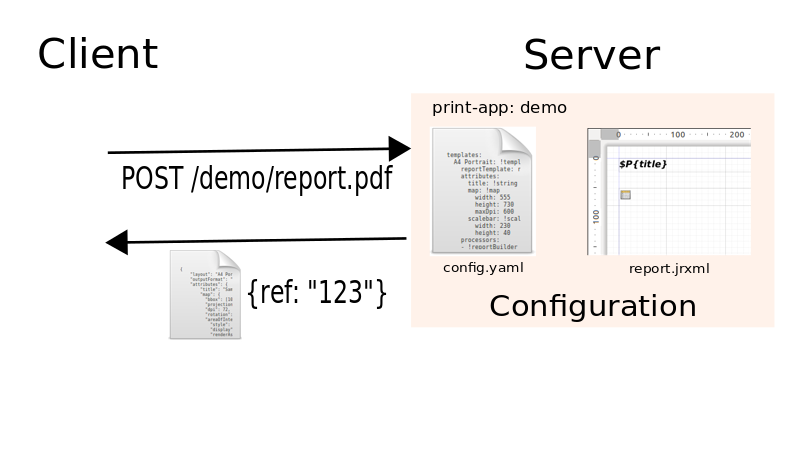 Client
Server
print-app: demo
POST /demo/report.pdf
templates:
A4 Portrait: !templ
reportTemplate: r
attributes:
title: !string
map: !map
width: 555
height: 730
maxDpi: 600
scalebar: !scal
width: 230
height: 40
processors:
- !reportBuilder
config.yaml
0 100 200
0
100
$P{title}
report.jrxml
Configuration
{
"layout": "A4 Por
"outputFormat": "
"attributes": {
"title": "Sam
"map": {
"bbox": [10
"projection
"dpi": 72,
"rotation":
"areaOfInte
"style":
"display"
"renderAs
{ref: "123"}